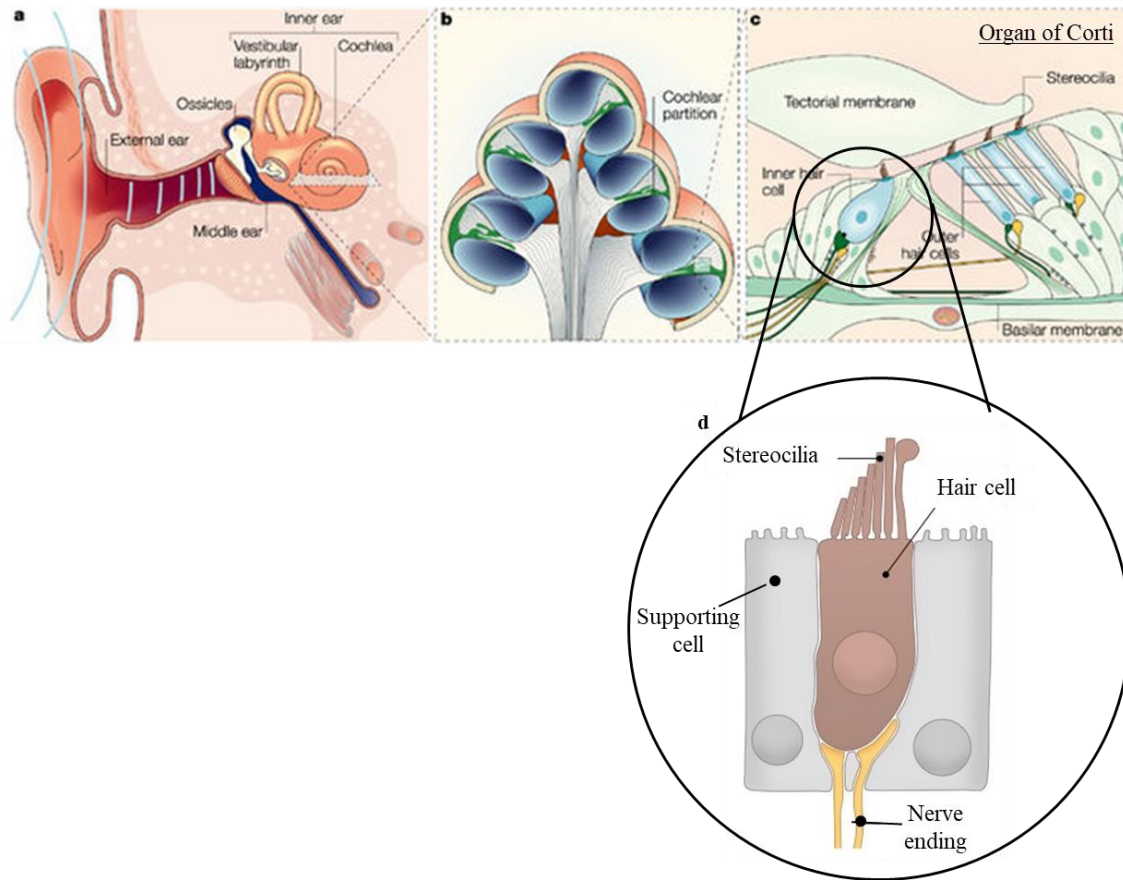 a
Inner ear
Vestibular
labyrinth
Cochlea
Ossicles
External ear
Middle ear
b
Cochlear
partition
c
Organ of Corti
Stereocilia
Tectorial membrane
Inner hair
cell
Outer
hair cells
Basilar membrane
d
Stereocilia
Hair cell
Supporting
cell
Nerve
ending